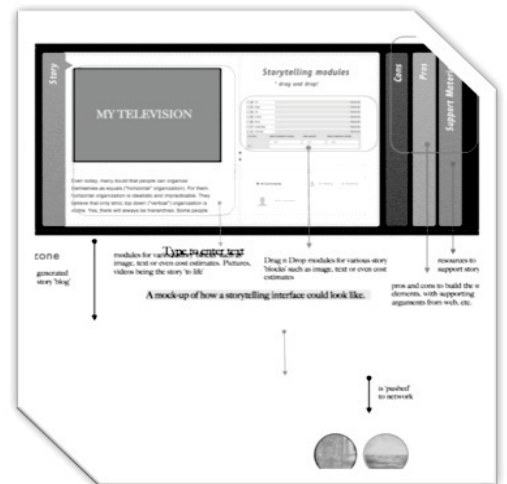 Story
MY TELEVISION
Even today, many doubt that people can organize
themselves as equals ("horizontal" organization). For them,
horizontal organization is idealistic and impracticable. They
believe that only strict, top down ("vertical") organization is
viable. Yes, there will always be hierarchies. Some people
Storytelling modules
* drag and drop!
Cons
Pros
Support Materi
zone
generated
story 'blog'
modules for various story 'blocks' such as
image, text or even cost estimates. Pictures,
videos being the story 'to life'
Type to enter text
Drag n Drop modules for various story
'blocks' such as image, text or even cost
estimates
resources to
support story
pros and cons to build the
elements, with supporting
arguments from web, etc.
A mock-up of how a storytelling interface could look like.
is 'pushed'
to network